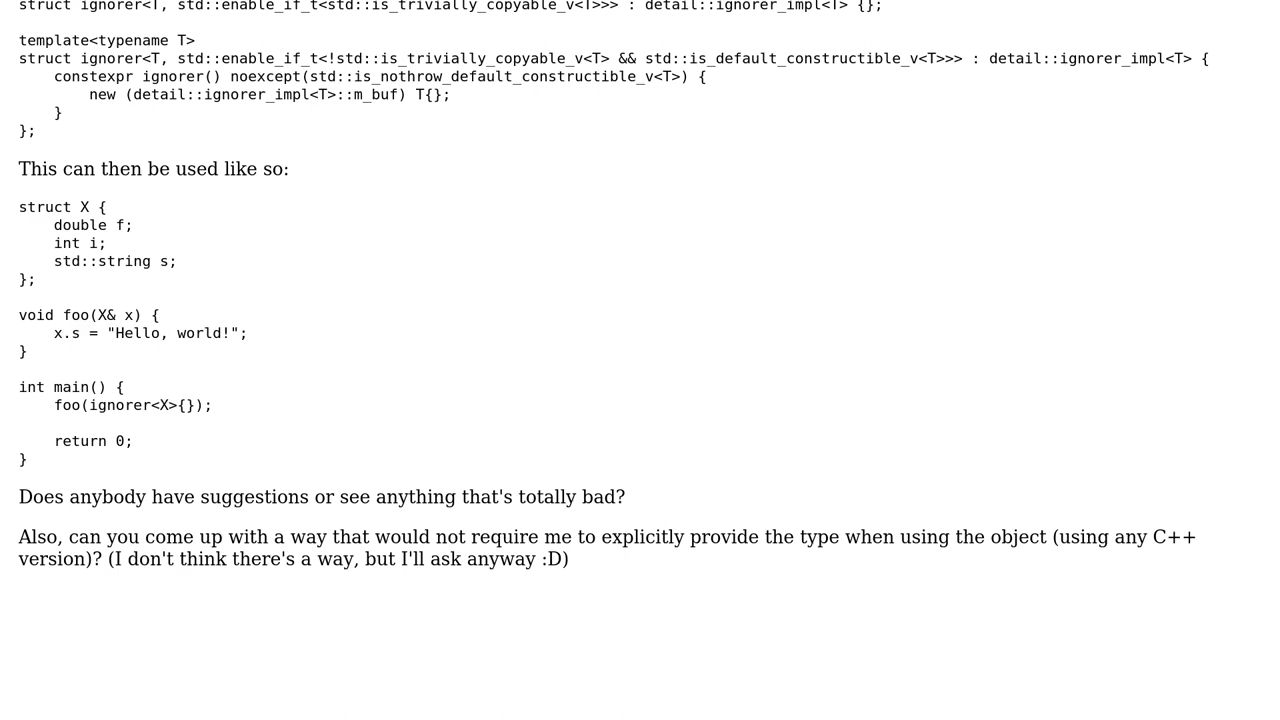 struct ignorer<T, std::enable_if_t<std::is_trivially_copyable_v<T>>> : detail::ignorer_impl<T> {};

template<typename T>
struct ignorer<T, std::enable_if_t<!std::is_trivially_copyable_v<T> && std::is_default_constructible_v<T>>> : detail::ignorer_impl<T> {
    constexpr ignorer() noexcept(std::is_nothrow_default_constructible_v<T>) {
        new (detail::ignorer_impl<T>::m_buf) T{};
    }
};

This can then be used like so:

struct X {
    double f;
    int i;
    std::string s;
};

void foo(X& x) {
    x.s = "Hello, world!";
}

int main() {
    foo(ignorer<X>{});

    return 0;
}

Does anybody have suggestions or see anything that's totally bad?

Also, can you come up with a way that would not require me to explicitly provide the type when using the object (using any C++
version)? (I don't think there's a way, but I'll ask anyway :D)